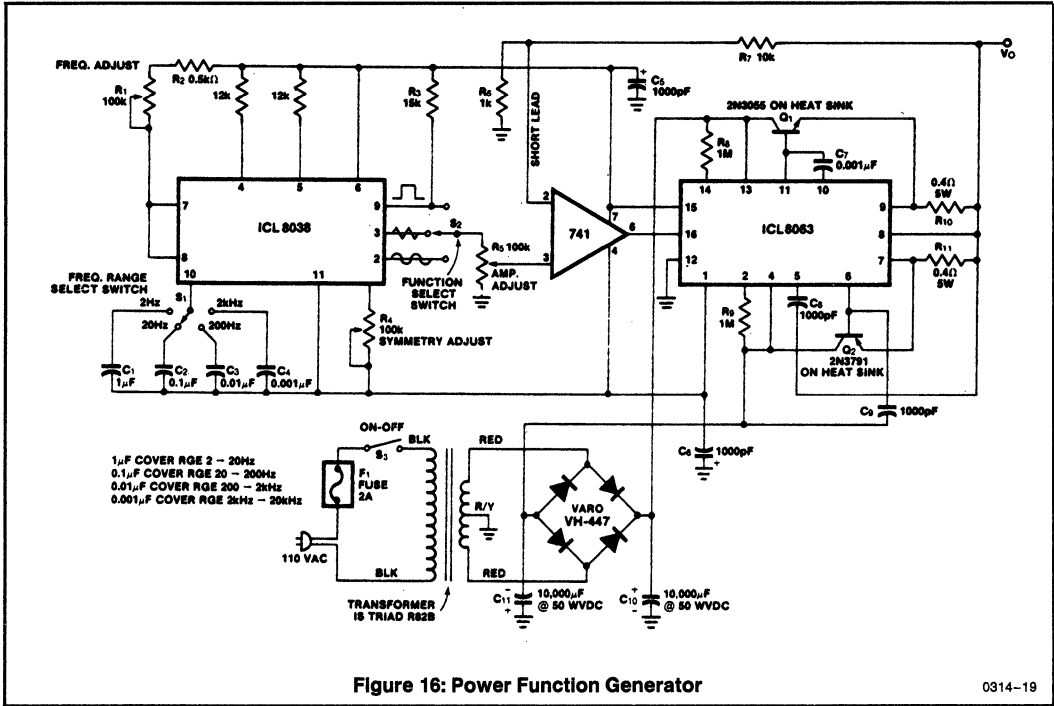 FREQ. ADJUST
R1
100k
R2 0.5kΩ
12k
12k
R3
15k
R6
1k
SHORT LEAD
R7 10k
VO
+
C5
1000pF
2N3055 ON HEAT SINK
Q1
R8
1M
C7
0.001μF
0.4Ω
5W
R10
R11
0.4Ω
5W
4
5
6
7
8
9
3
2
10
11
ICL8038
S2
FUNCTION
SELECT
SWITCH
R5 100k
AMP.
ADJUST
2
3
741
7
4
6
14
13
11
10
15
16
12
9
8
7
1
2
4
5
6
ICL8063
FREQ. RANGE
SELECT SWITCH
S1
2Hz
20Hz
200Hz
2kHz
C1
1μF
C2
0.1μF
C3
0.01μF
C4
0.001μF
R4
100k
SYMMETRY ADJUST
R9
1M
C8
1000pF
Q2
2N3791
ON HEAT SINK
C9
1000pF
C6
1000pF
+
1μF COVER RGE 2 – 20Hz
0.1μF COVER RGE 20 – 200Hz
0.01μF COVER RGE 200 – 2kHz
0.001μF COVER RGE 2kHz – 20kHz
ON-OFF
S3
BLK
F1
FUSE
2A
110 VAC
BLK
TRANSFORMER
IS TRIAD R82B
RED
R/Y
RED
VARO
VH-447
C11
–
+
10,000μF
@ 50 WVDC
C10
+
–
10,000μF
@ 50 WVDC
Figure 16: Power Function Generator
0314–19